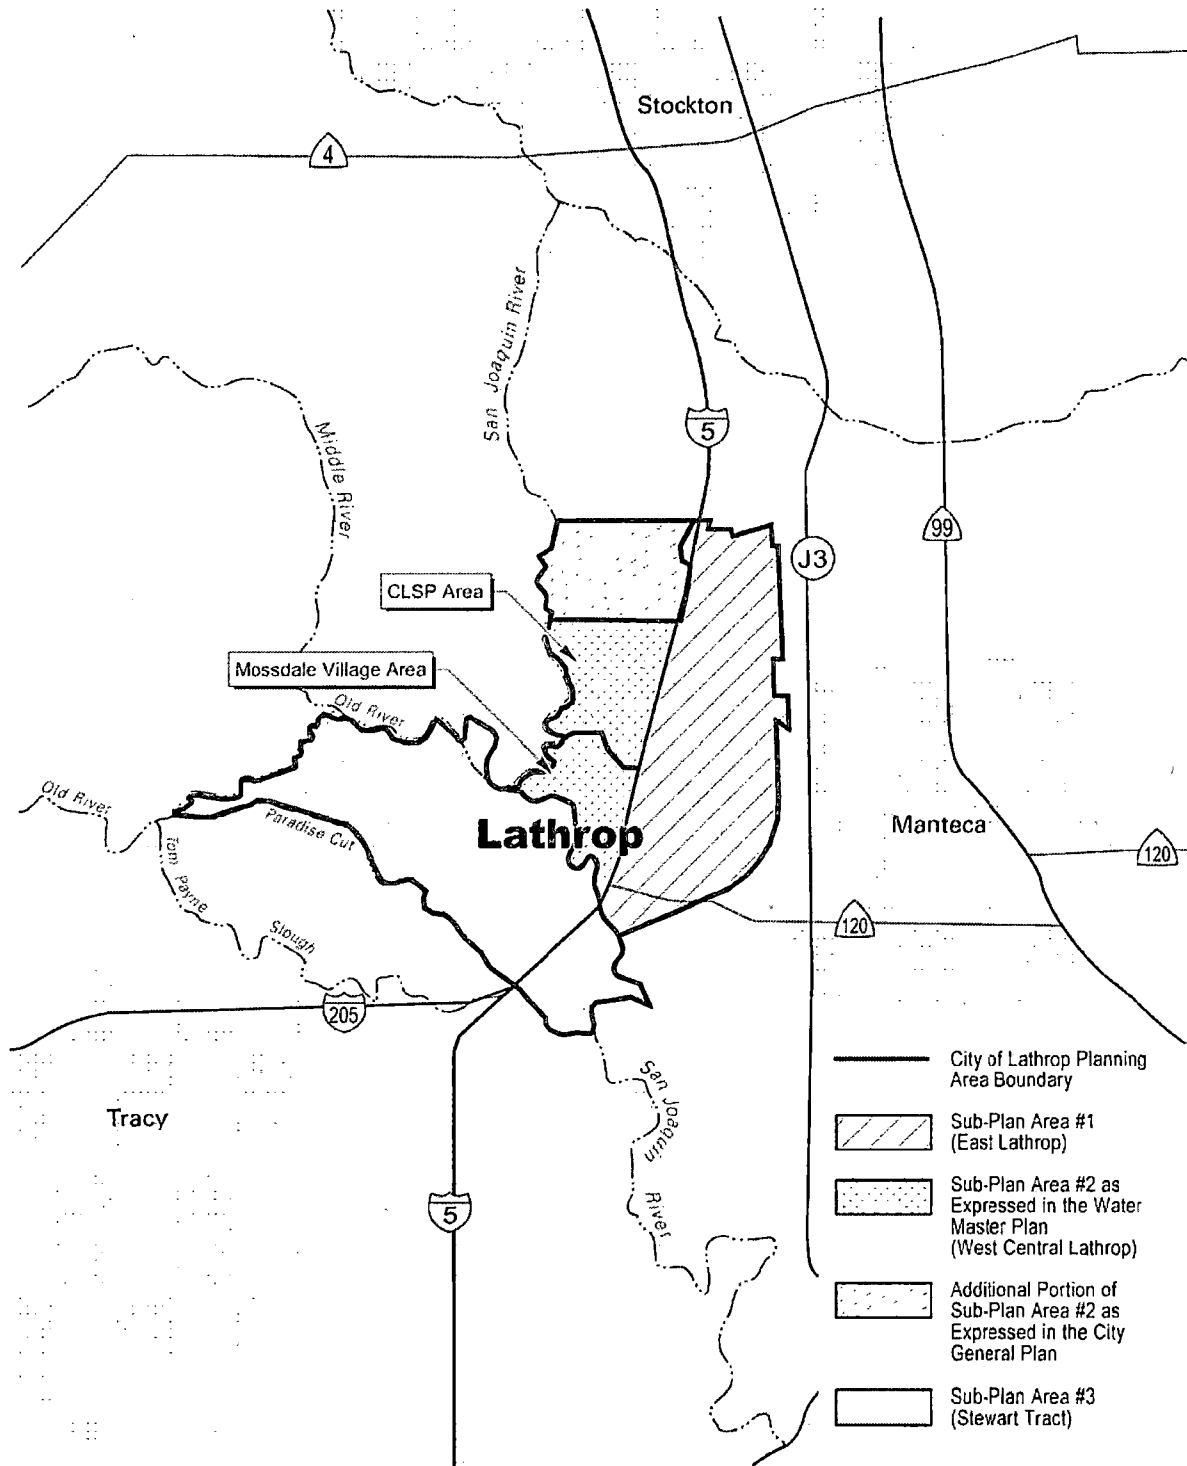 Stockton
4
San Joaquin River
5
Middle River
99
J3
CLSP Area
Mossdale Village Area
Old River
Old River
Paradise Cut
Lathrop
Manteca
120
Tom Payne
Slough
120
205
Tracy
5
San Joaquin
River
City of Lathrop Planning
Area Boundary
Sub-Plan Area #1
(East Lathrop)
Sub-Plan Area #2 as
Expressed in the Water
Master Plan
(West Central Lathrop)
Additional Portion of
Sub-Plan Area #2 as
Expressed in the City
General Plan
Sub-Plan Area #3
(Stewart Tract)